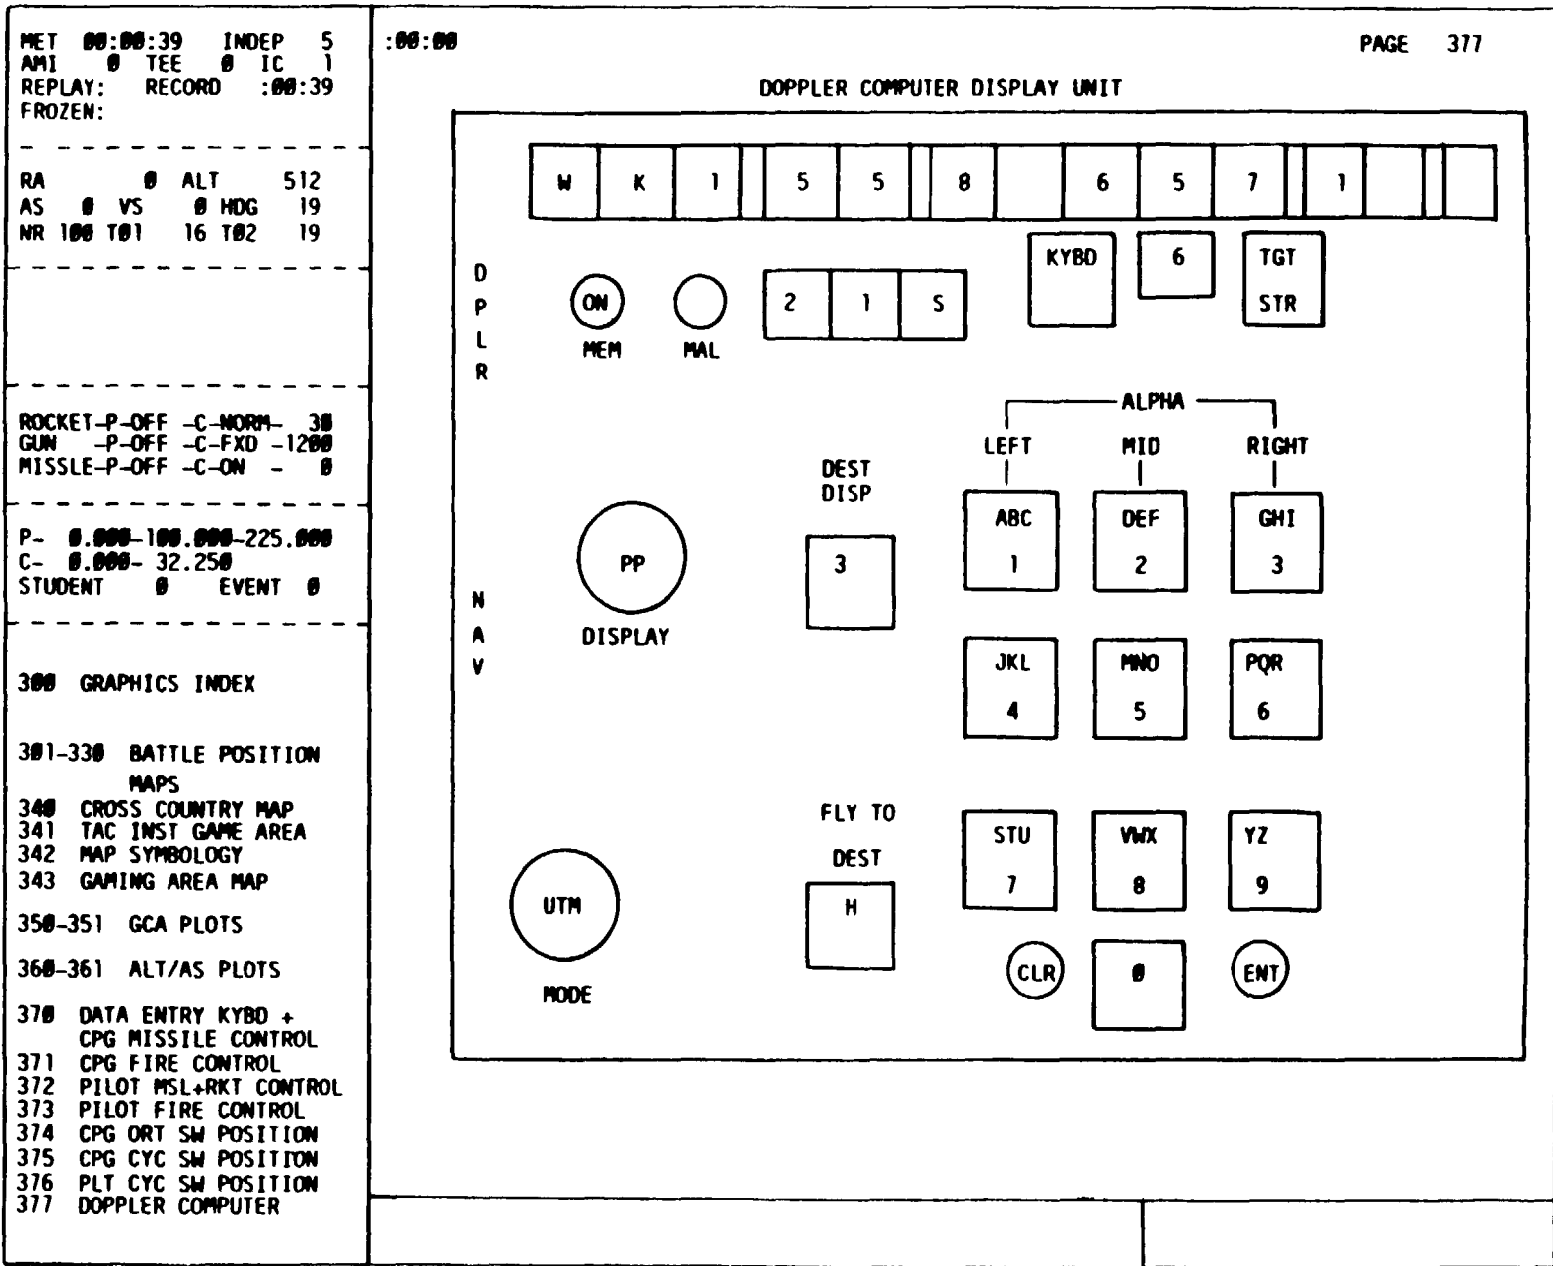 MET 00:00:39 INDEP 5
AMI 0 TEE 0 IC 1
REPLAY: RECORD :00:39
FROZEN:
RA 0 ALT 512
AS 0 VS 0 HDG 19
NR 100 T01 16 T02 19
ROCKET-P-OFF -C-NORM- 30
GUN -P-OFF -C-FXD -1200
MISSLE-P-OFF -C-ON - 0
P- 0.000-100.000-225.000
C- 0.000- 32.250
STUDENT 0 EVENT 0
300 GRAPHICS INDEX
301-330 BATTLE POSITION
MAPS
340 CROSS COUNTRY MAP
341 TAC INST GAME AREA
342 MAP SYMBOLOGY
343 GAMING AREA MAP
350-351 GCA PLOTS
360-361 ALT/AS PLOTS
370 DATA ENTRY KYBD +
CPG MISSILE CONTROL
371 CPG FIRE CONTROL
372 PILOT MSL+RKT CONTROL
373 PILOT FIRE CONTROL
374 CPG ORT SW POSITION
375 CPG CYC SW POSITION
376 PLT CYC SW POSITION
377 DOPPLER COMPUTER
:00:00 PAGE 377
DOPPLER COMPUTER DISPLAY UNIT
W K 1 5 5 8 6 5 7 1
KYBD 6 TGT
STR
DPLR
ON 2 1 S
MEM MAL
ALPHA
LEFT MID RIGHT
DEST
DISP
ABC DEF GHI
1 2 3
PP 3
DISPLAY
NAV
JKL MNO PQR
4 5 6
FLY TO
DEST
STU VWX YZ
7 8 9
UTM H
MODE
CLR 0 ENT